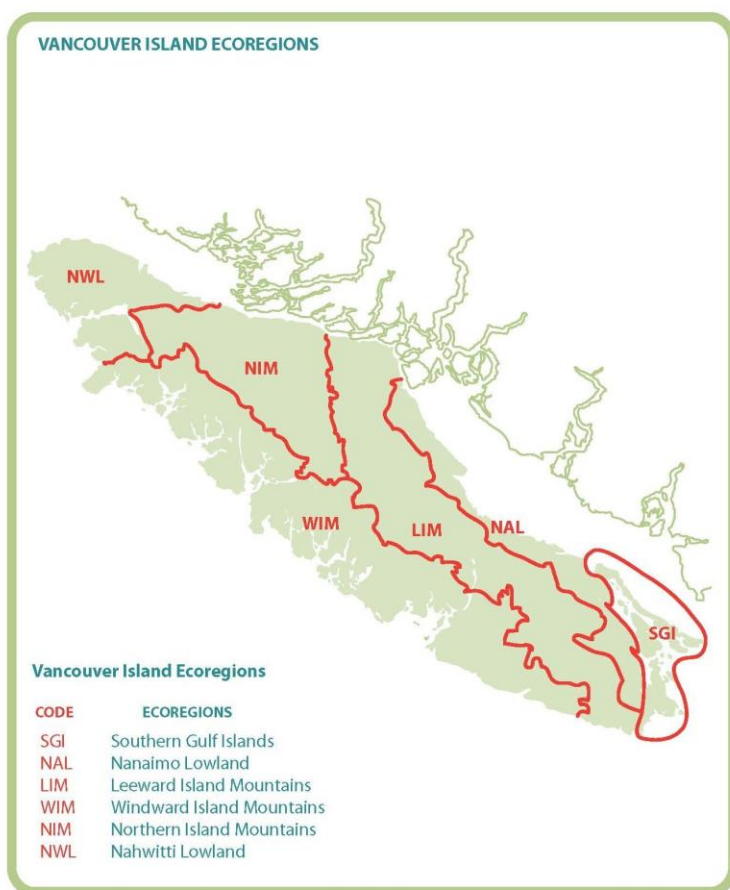 VANCOUVER ISLAND ECOREGIONS
NWL
NIM
WIM
LIM
NAL
SGI
Vancouver Island Ecoregions
CODE ECOREGIONS
SGI Southern Gulf Islands
NAL Nanaimo Lowland
LIM Leeward Island Mountains
WIM Windward Island Mountains
NIM Northern Island Mountains
NWL Nahwitti Lowland